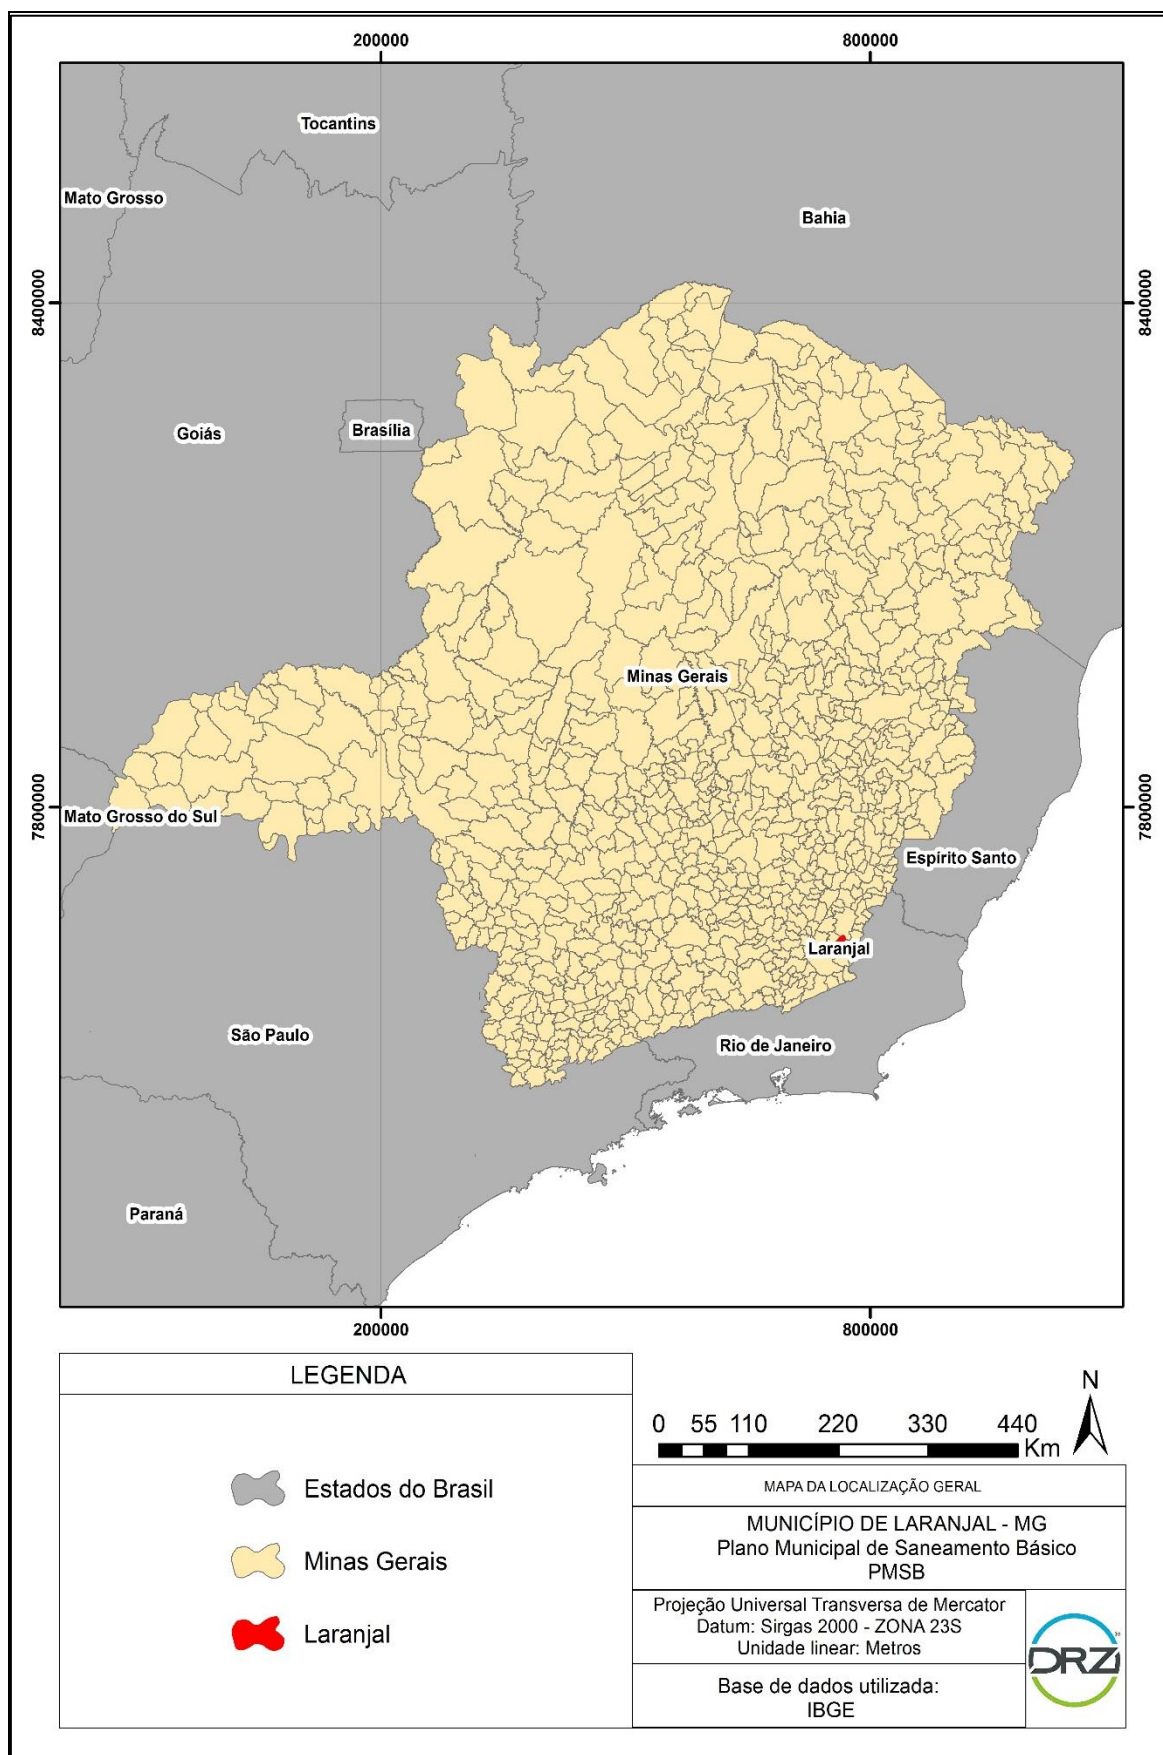 200000
800000
Tocantins
Mato Grosso
Bahia
8400000
8400000
Goiás
Brasília
Minas Gerais
7800000
7800000
Mato Grosso do Sul
Espírito Santo
Laranjal
São Paulo
Rio de Janeiro
Paraná
200000
800000
LEGENDA
Estados do Brasil
Minas Gerais
Laranjal
N
0 55 110 220 330 440
Km
MAPA DA LOCALIZAÇÃO GERAL
MUNICÍPIO DE LARANJAL - MG
Plano Municipal de Saneamento Básico
PMSB
Projeção Universal Transversa de Mercator
Datum: Sirgas 2000 - ZONA 23S
Unidade linear: Metros
Base de dados utilizada:
IBGE
DRZ